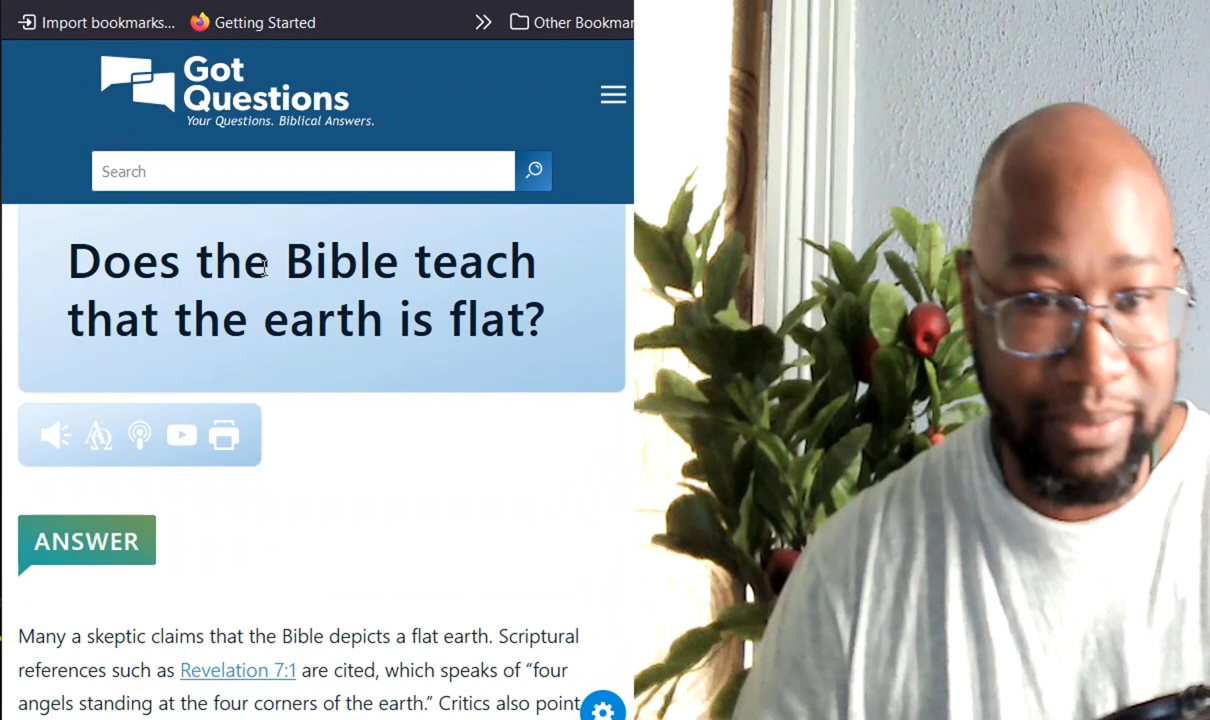 Import bookmarks... Getting Started Other Bookmar
Got
Questions
Your Questions. Biblical Answers.
Search
Does the Bible teach
that the earth is flat?
ANSWER
Many a skeptic claims that the Bible depicts a flat earth. Scriptural
references such as Revelation 7:1 are cited, which speaks of “four
angels standing at the four corners of the earth.” Critics also point